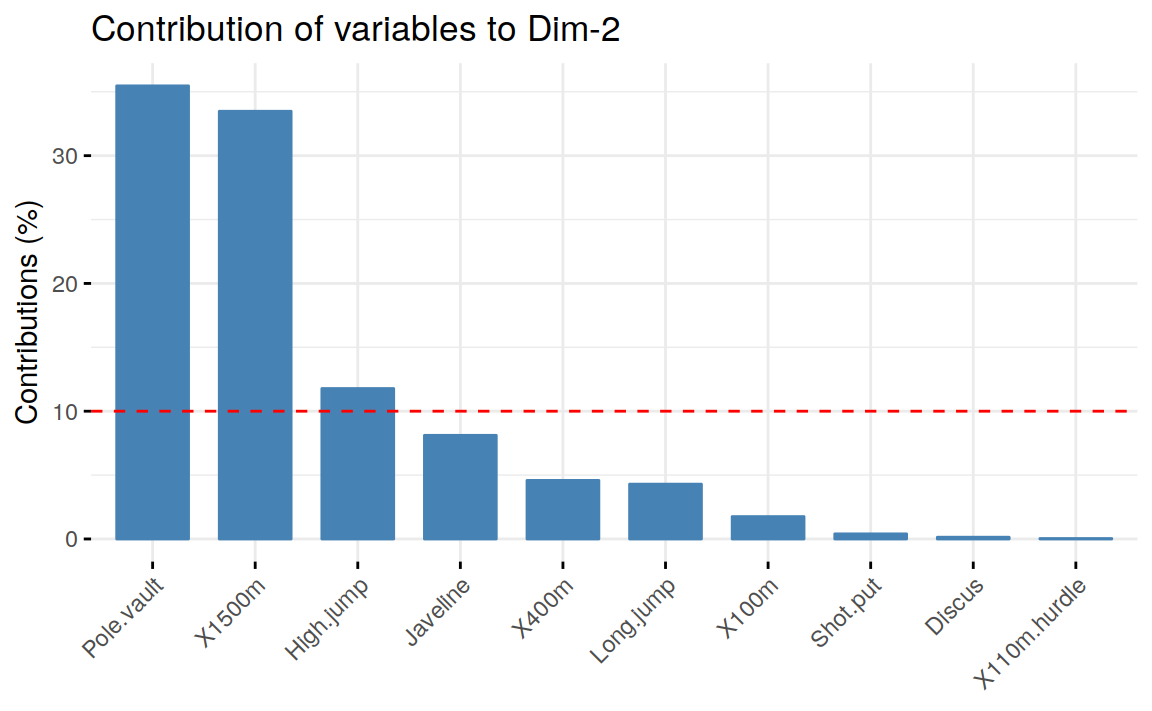 Contribution of variables to Dim-2
Contributions (%)
30
20
10
0
Pole.vault
X1500m
High.jump
Javeline
X400m
Long.jump
X100m
Shot.put
Discus
X110m.hurdle